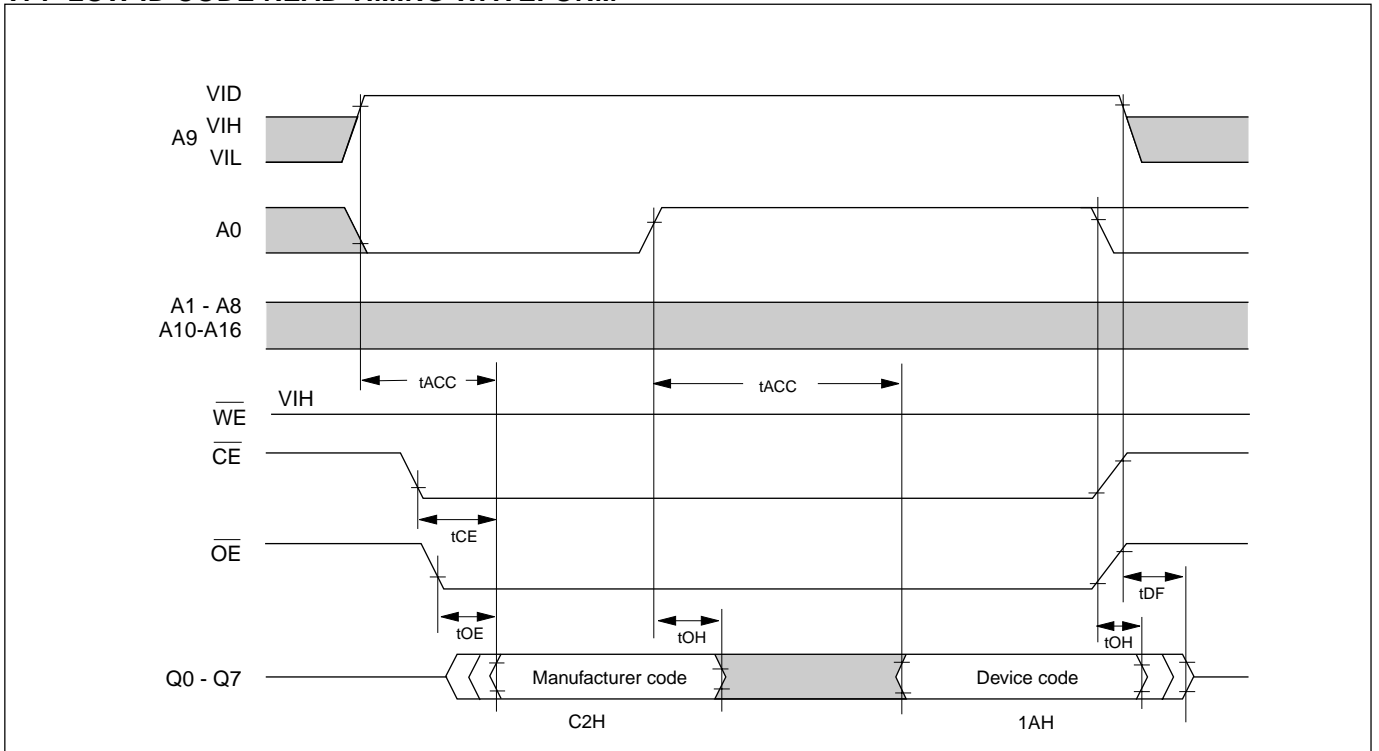 VID
VIH
A9
VIL
A0
A1 - A8
A10-A16
tACC
tACC
VIH
WE
CE
tCE
OE
tDF
tOE
tOH
tOH
Q0 - Q7
Manufacturer code
Device code
C2H
1AH